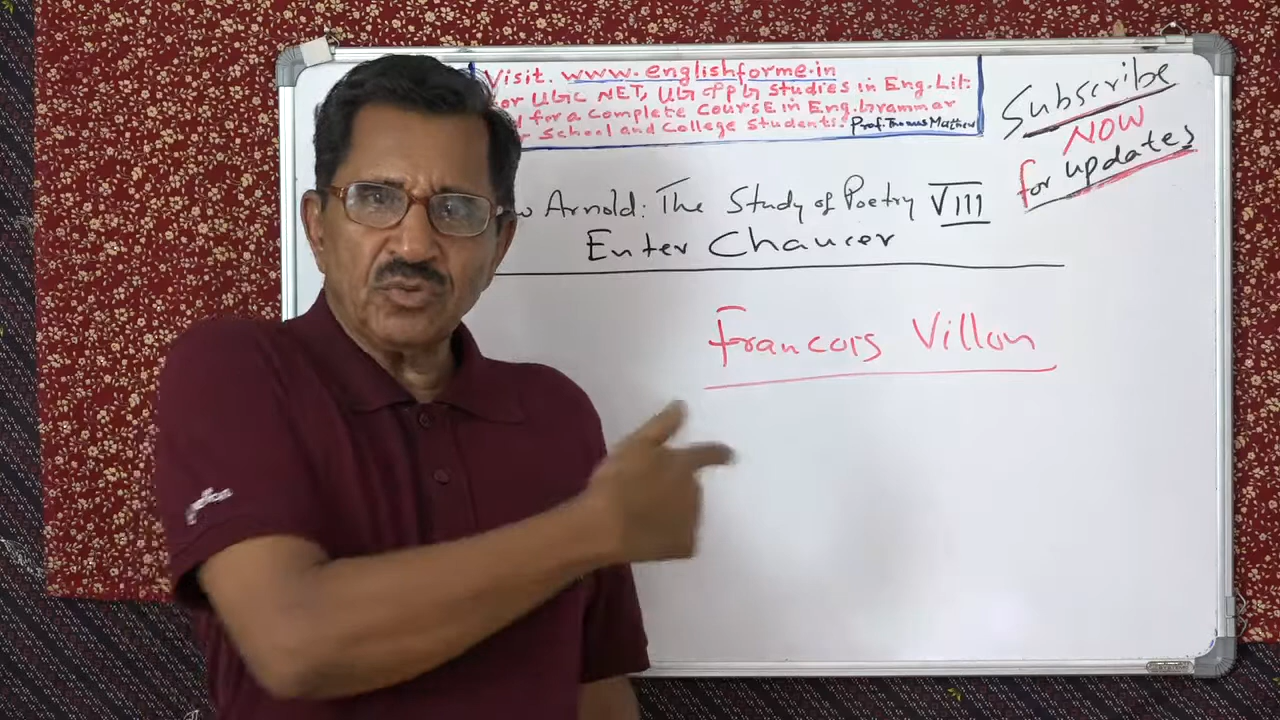 Visit. www.englishforme.in
or UGC NET, UG & PG Studies in Eng.Lit:
for a Complete Course in Eng. Grammar
School and College Students. Prof. Thomas Mathew
Subscribe
NOW
for updates
w Arnold: The Study of Poetry VIII
Enter Chaucer
Francois Villon